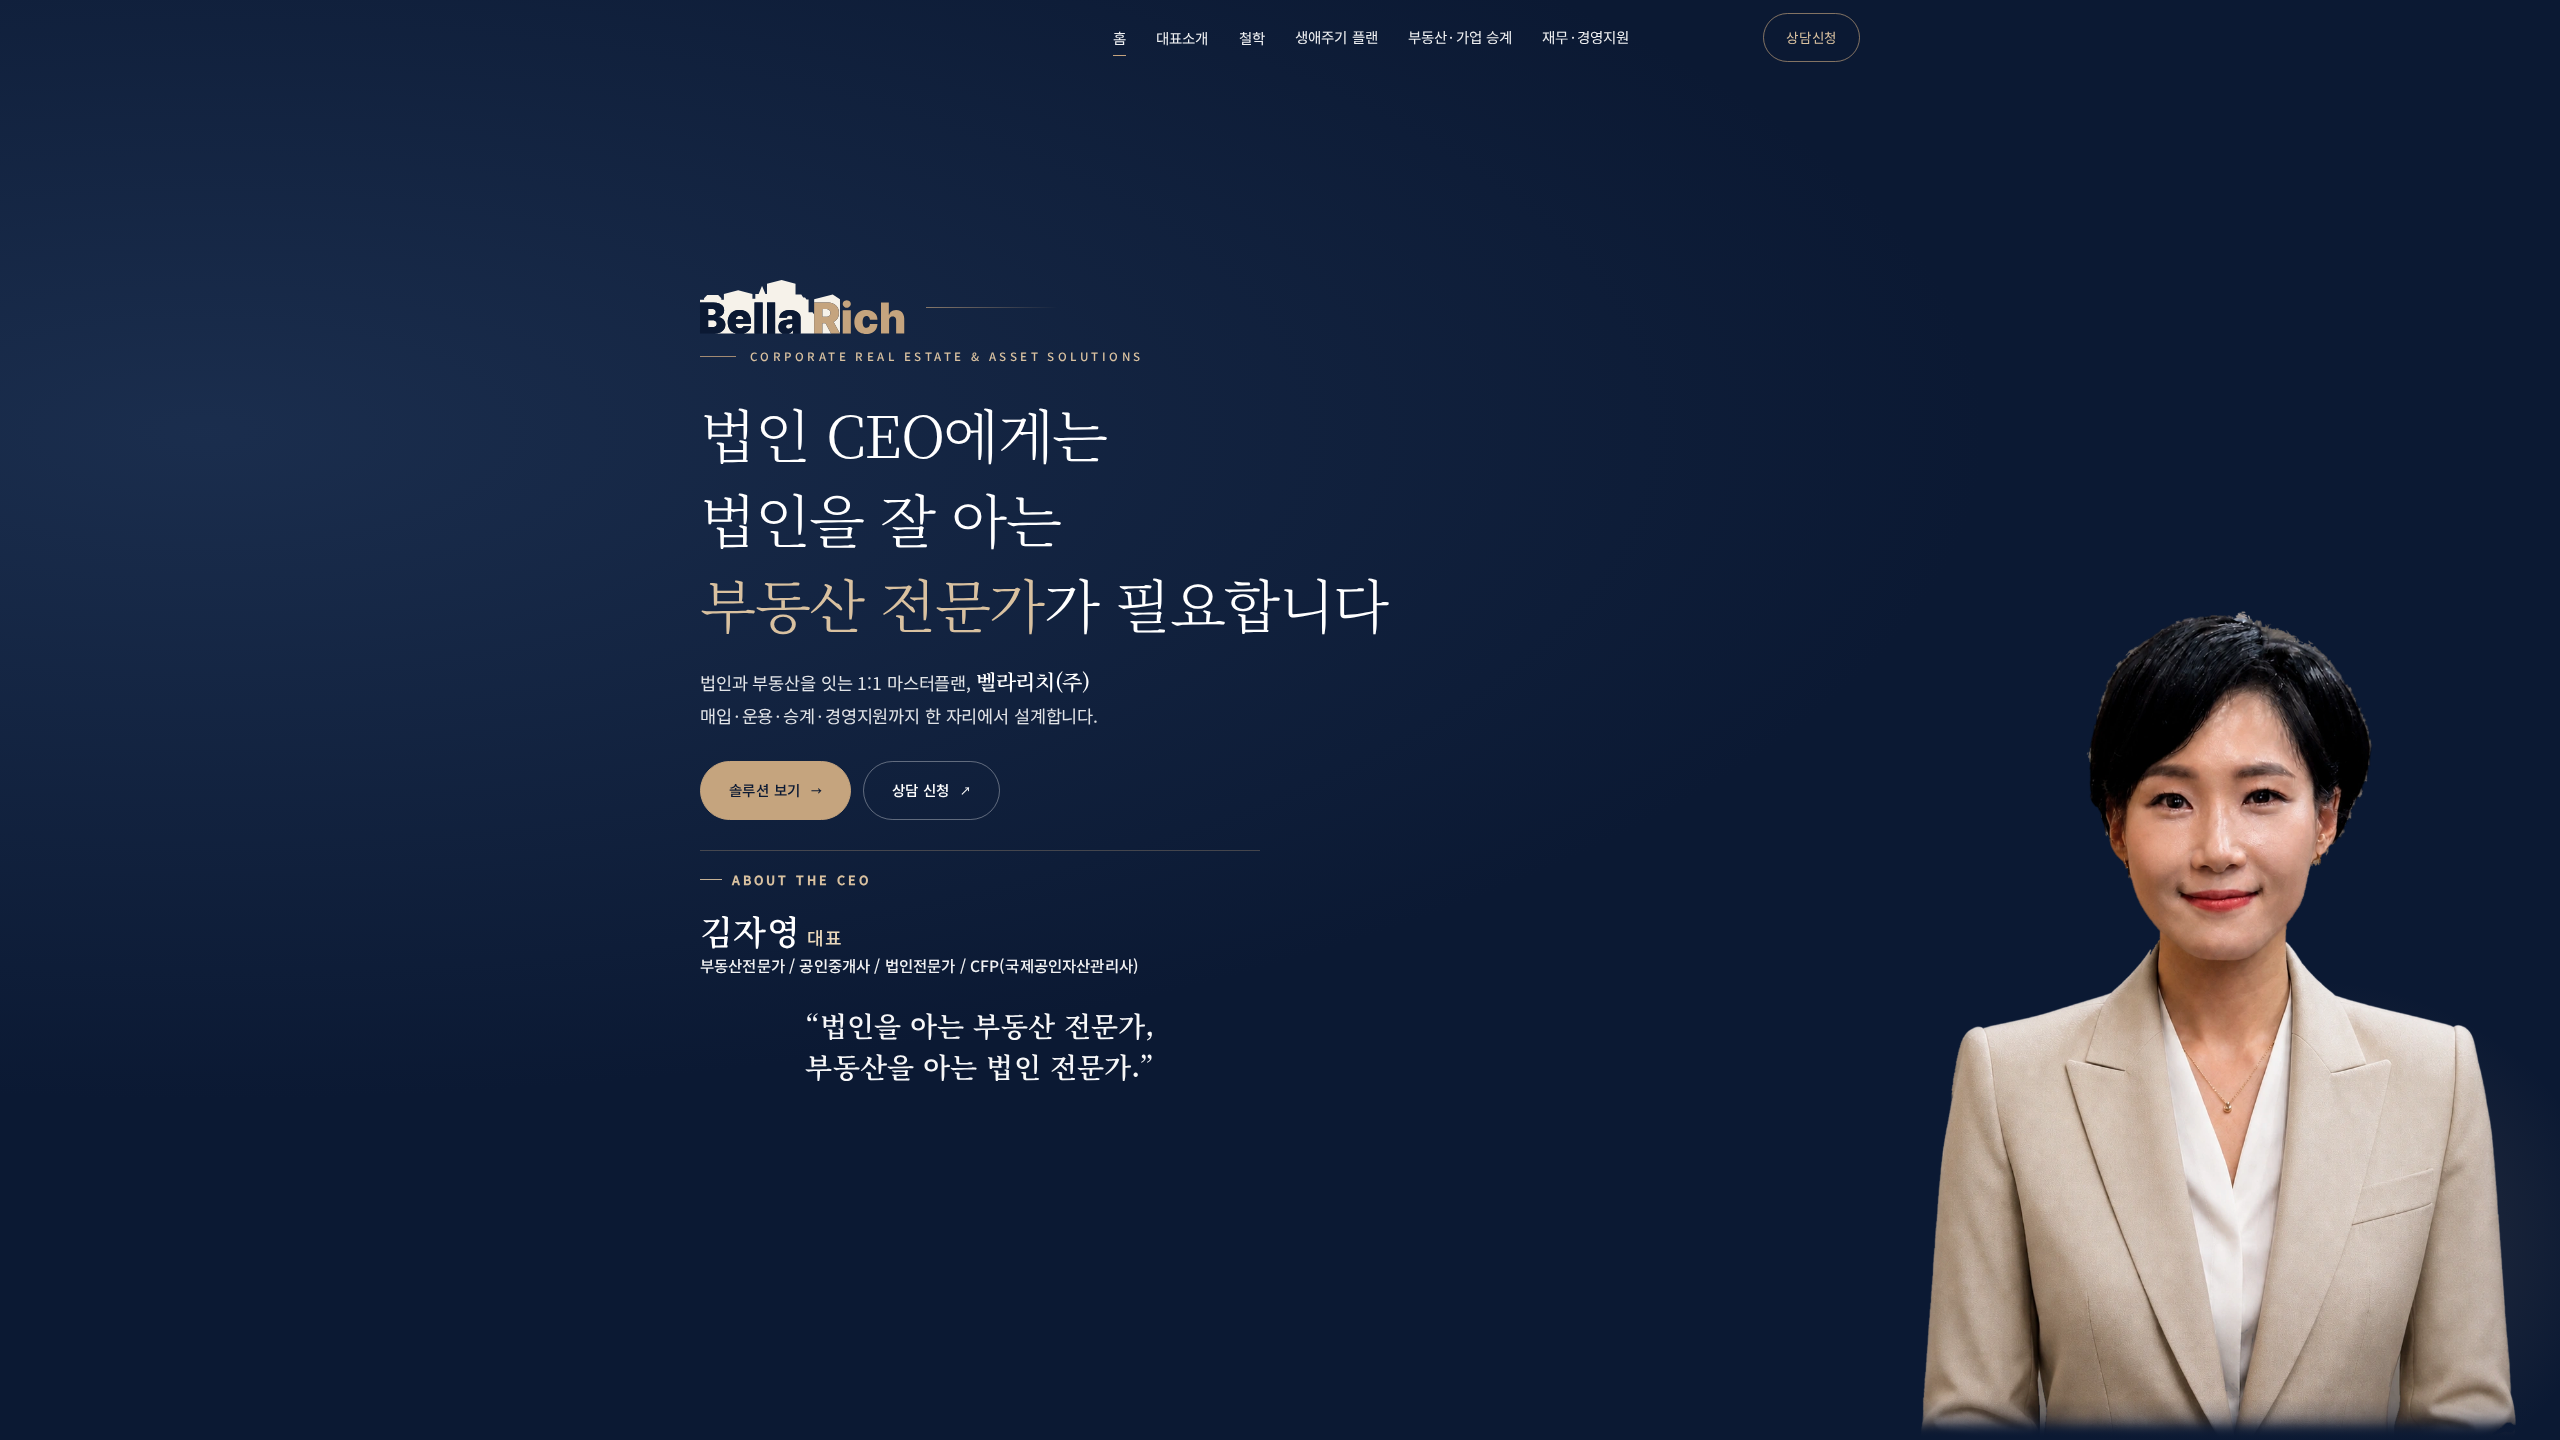 홈 대표소개 철학 생애주기 플랜 부동산·가업 승계 재무·경영지원 상담신청
Bella Rich
CORPORATE REAL ESTATE & ASSET SOLUTIONS
법인 CEO에게는
법인을 잘 아는
부동산 전문가가 필요합니다
법인과 부동산을 잇는 1:1 마스터플랜, 벨라리치(주)
매입·운용·승계·경영지원까지 한 자리에서 설계합니다.
솔루션 보기 → 상담 신청 ↗
ABOUT THE CEO
김자영 대표
부동산전문가 / 공인중개사 / 법인전문가 / CFP(국제공인자산관리사)
“법인을 아는 부동산 전문가,
부동산을 아는 법인 전문가.”